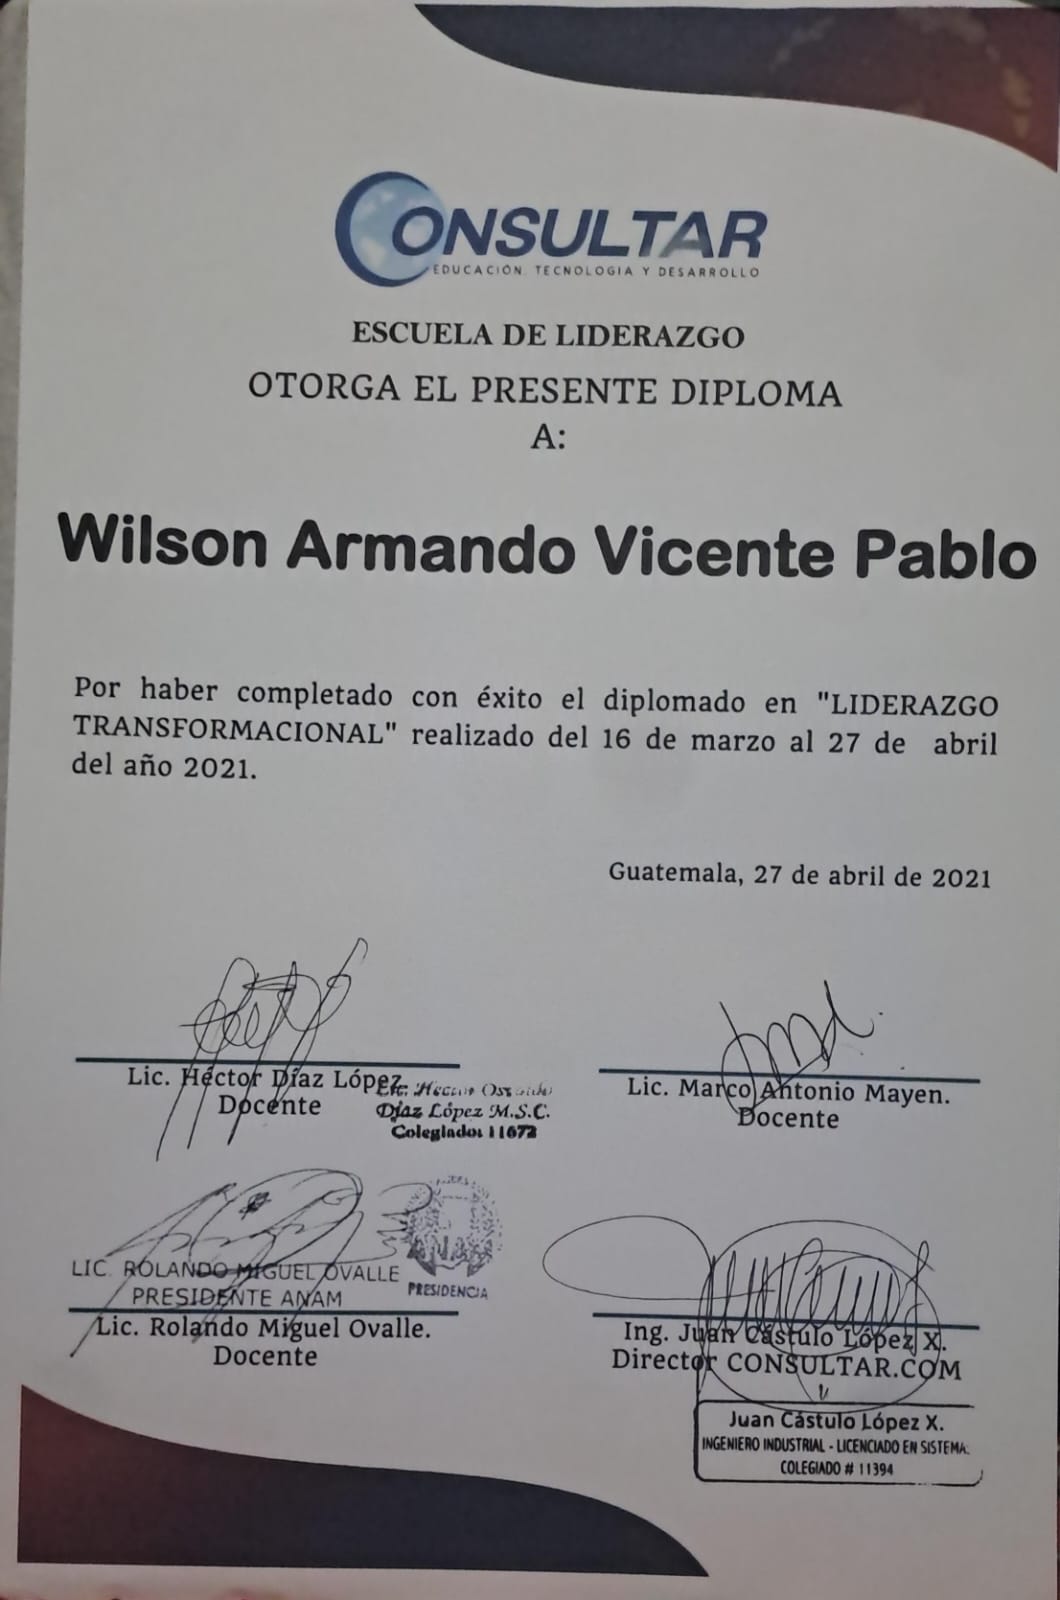 CONSULTAR
EDUCACIÓN, TECNOLOGIA Y DESARROLLO
ESCUELA DE LIDERAZGO
OTORGA EL PRESENTE DIPLOMA
A:
Wilson Armando Vicente Pablo
Por haber completado con éxito el diplomado en "LIDERAZGO
TRANSFORMACIONAL" realizado del 16 de marzo al 27 de abril
del año 2021.
Guatemala, 27 de abril de 2021
Lic. Héctor Díaz López
Docente
Díaz López M.S.C.
Colegiado: 11672
Lic. Marco Antonio Mayen.
Docente
LIC. ROLANDO MIGUEL OVALLE
PRESIDENTE ANAM
PRESIDENCIA
Lic. Rolando Miguel Ovalle.
Docente
Ing. Juan Cástulo López X.
Director CONSULTAR.COM
Juan Cástulo López X.
INGENIERO INDUSTRIAL - LICENCIADO EN SISTEMA.
COLEGIADO # 11394